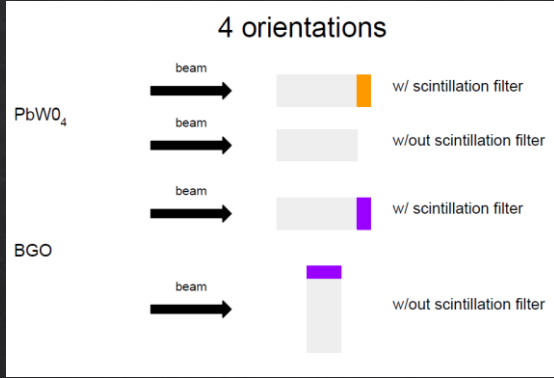 4 orientations
beam
w/ scintillation filter
PbW0₄
beam
w/out scintillation filter
beam
w/ scintillation filter
BGO
beam
w/out scintillation filter